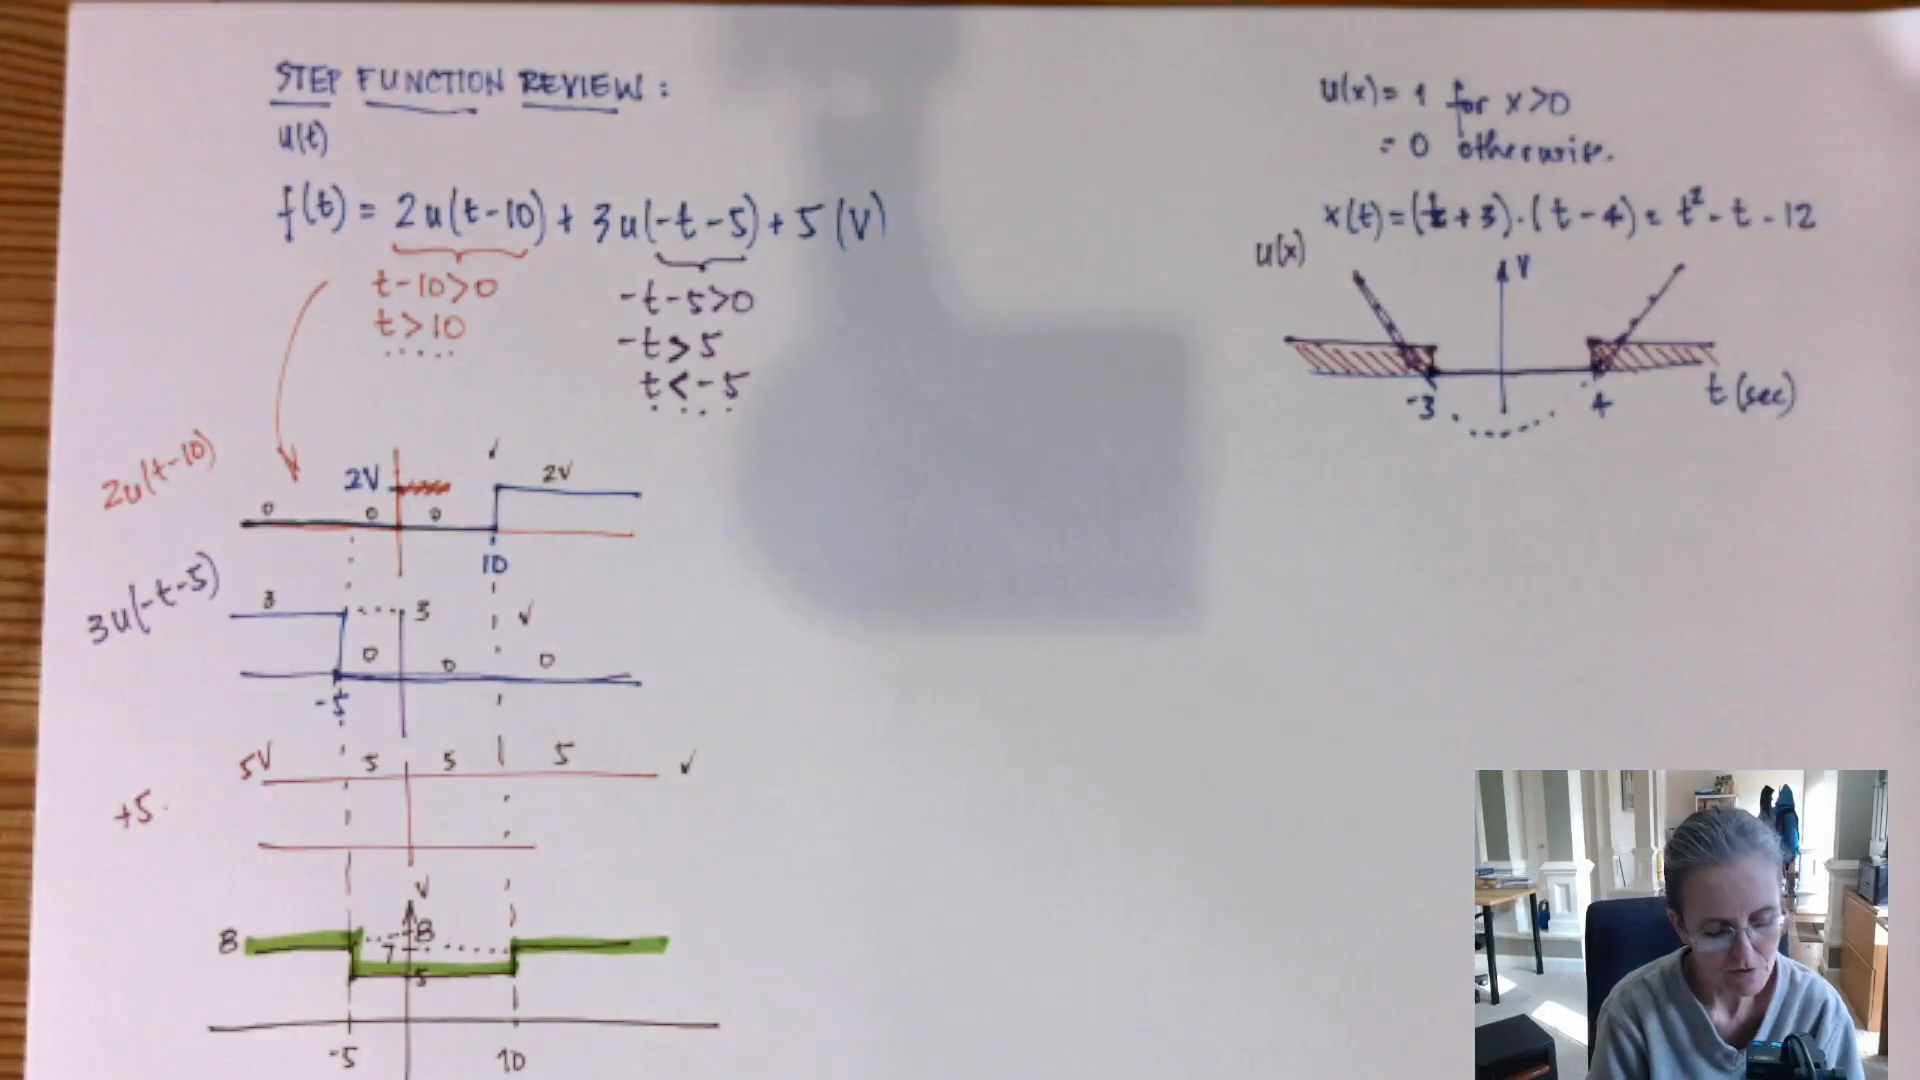 STEP FUNCTION REVIEW :
u(t)
f(t) = 2u(t-10) + 3u(-t-5) + 5 (V)
t-10>0
t>10
-t-5>0
-t>5
t<-5
2u(t-10)
2V
2V
0
0
0
10
3u(-t-5)
3
3
0
0
0
-5
+5
5V
5
5
5
V
8
8
7
5
-5
10
u(x)= 1 for x>0
= 0 otherwise.
x(t)=(t+3)·(t-4)= t²-t-12
u(x)
V
-3
4
t(sec)